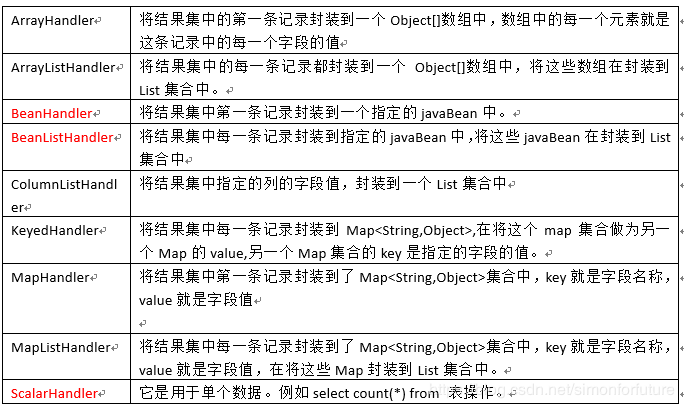 ArrayHandler
将结果集中的第一条记录封装到一个 Object[]数组中，数组中的每一个元素就是
这条记录中的每一个字段的值
ArrayListHandler
将结果集中的每一条记录都封装到一个 Object[]数组中，将这些数组在封装到
List 集合中。
BeanHandler
将结果集中第一条记录封装到一个指定的 javaBean 中。
BeanListHandler
将结果集中每一条记录封装到指定的 javaBean 中，将这些 javaBean 在封装到 List
集合中
ColumnListHandl
er
将结果集中指定的列的字段值，封装到一个 List 集合中
KeyedHandler
将结果集中每一条记录封装到 Map<String,Object>,在将这个 map 集合做为另一
个 Map 的 value,另一个 Map 集合的 key 是指定的字段的值。
MapHandler
将结果集中第一条记录封装到了 Map<String,Object>集合中，key 就是字段名称，
value 就是字段值
MapListHandler
将结果集中每一条记录封装到了 Map<String,Object>集合中，key 就是字段名称，
value 就是字段值，在将这些 Map 封装到 List 集合中。
ScalarHandler
它是用于单个数据。例如 select count(*) from 表操作。